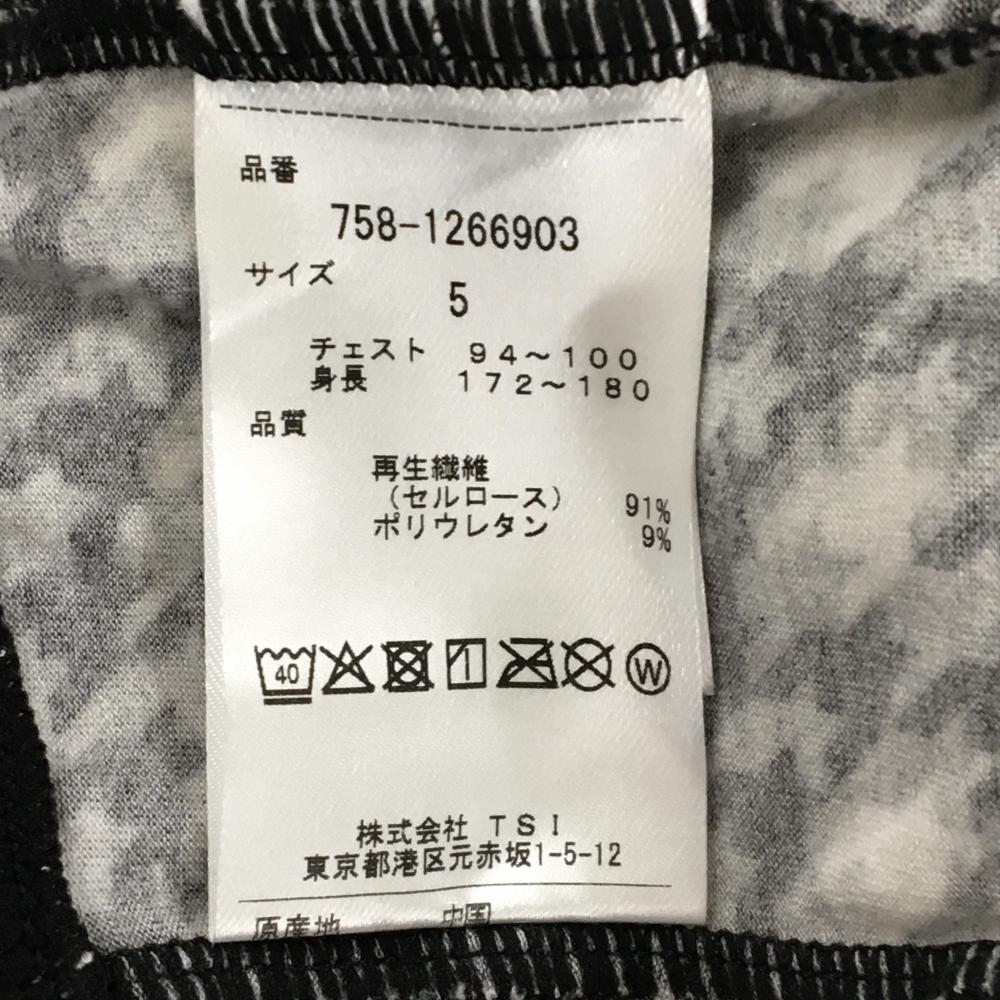 品番
758-1266903
サイズ
5
チェスト 94～100
身長 172～180
品質
再生繊維
（セルロース） 91%
ポリウレタン 9%
40
W
株式会社 TSI
東京都港区元赤坂1-5-12
原産地 中国